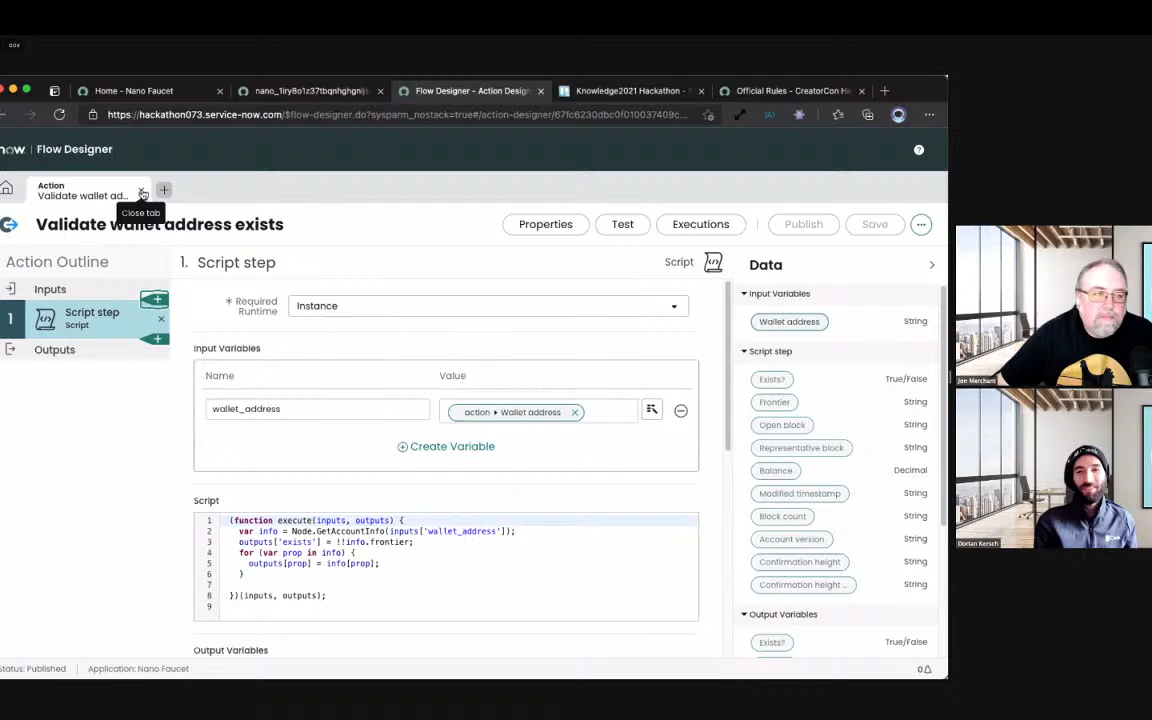 GOV
Home - Nano Faucet
Flow Designer - Action Desig
Knowledge2021 Hackathon -
Official Rules - CreatorCon Ha
https://hackathon073.service-now.com/$flow-designer.do?sysparm_nostack=true#/action-designer/67fc6230dbc0f010037409c...
now. Flow Designer
Action
Validate wallet ad...
Close tab
Validate wallet address exists
Properties
Test
Executions
Publish
Save
Action Outline
Inputs
1
Script step
Script
Outputs
1. Script step
Script
* Required Runtime
Instance
Input Variables
Name
Value
wallet_address
action ▸ Wallet address
Create Variable
Script
1 (function execute(inputs, outputs) {
2 var info = Node.GetAccountInfo(inputs['wallet_address']);
3 outputs['exists'] = !!info.frontier;
4 for (var prop in info) {
5 outputs[prop] = info[prop];
6 }
7
8 })(inputs, outputs);
9
Output Variables
Data
Input Variables
Wallet address String
Script step
Exists? True/False
Frontier String
Open block String
Representative block String
Balance Decimal
Modified timestamp String
Block count String
Account version String
Confirmation height String
Confirmation height ... String
Output Variables
Exists? True/False
Status: Published
Application: Nano Faucet
0
Jon Merchant
Dorian Kersch